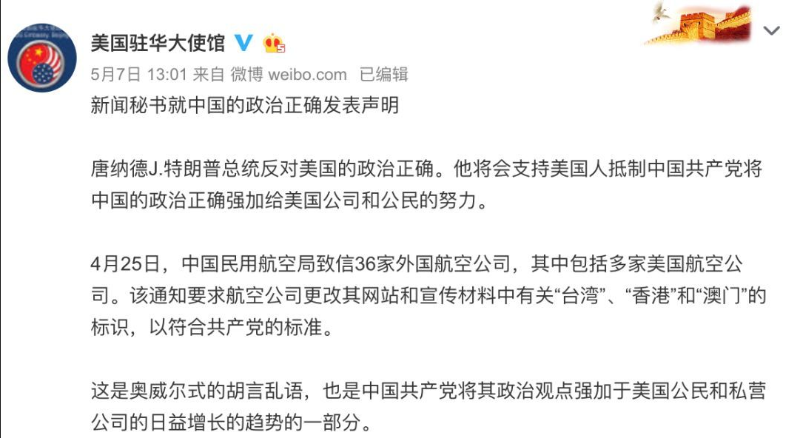 美国驻华大使馆
5月7日 13:01 来自 微博 weibo.com 已编辑
新闻秘书就中国的政治正确发表声明
唐纳德J.特朗普总统反对美国的政治正确。他将会支持美国人抵制中国共产党将
中国的政治正确强加给美国公司和公民的努力。
4月25日，中国民用航空局致信36家外国航空公司，其中包括多家美国航空公
司。该通知要求航空公司更改其网站和宣传材料中有关“台湾”、“香港”和“澳门”的
标识，以符合共产党的标准。
这是奥威尔式的胡言乱语，也是中国共产党将其政治观点强加于美国公民和私营
公司的日益增长的趋势的一部分。